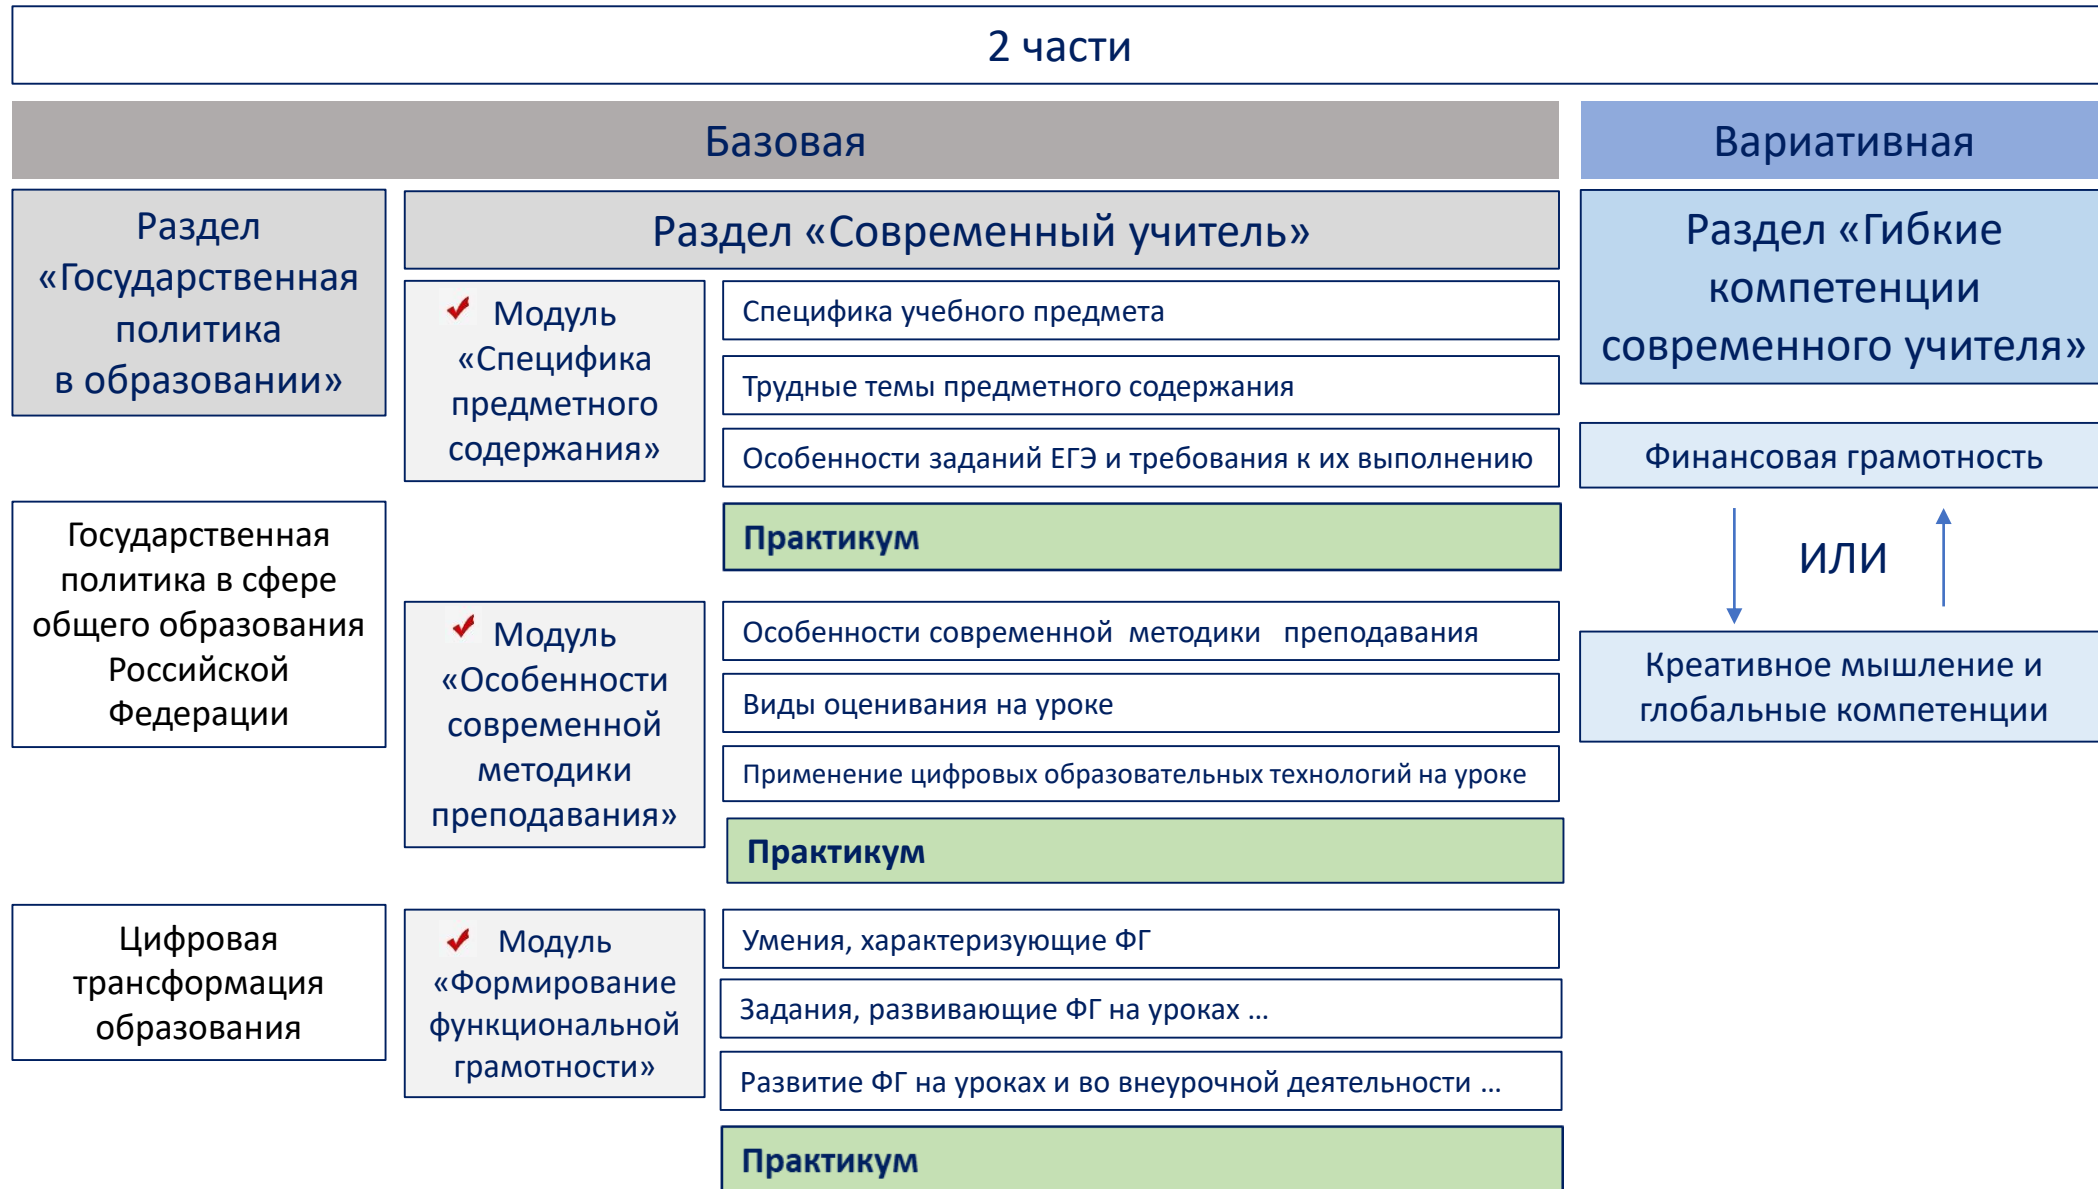 2 части
Базовая
Вариативная
Раздел
«Государственная
политика
в образовании»
Государственная
политика в сфере
общего образования
Российской
Федерации
Цифровая
трансформация
образования
Раздел «Современный учитель»
Модуль
«Специфика
предметного
содержания»
Специфика учебного предмета
Трудные темы предметного содержания
Особенности заданий ЕГЭ и требования к их выполнению
Практикум
Модуль
«Особенности
современной
методики
преподавания»
Особенности современной методики преподавания
Виды оценивания на уроке
Применение цифровых образовательных технологий на уроке
Практикум
Модуль
«Формирование
функциональной
грамотности»
Умения, характеризующие ФГ
Задания, развивающие ФГ на уроках ...
Развитие ФГ на уроках и во внеурочной деятельности ...
Практикум
Раздел «Гибкие
компетенции
современного учителя»
Финансовая грамотность
ИЛИ
Креативное мышление и
глобальные компетенции